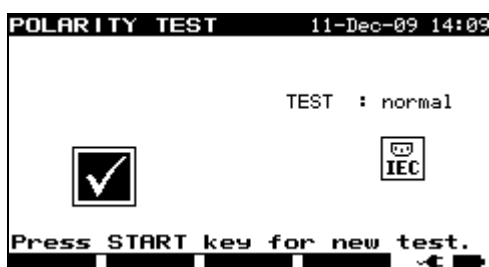 POLARITY TEST 11-Dec-09 14:09
TEST : normal
IEC
Press START key for new test.